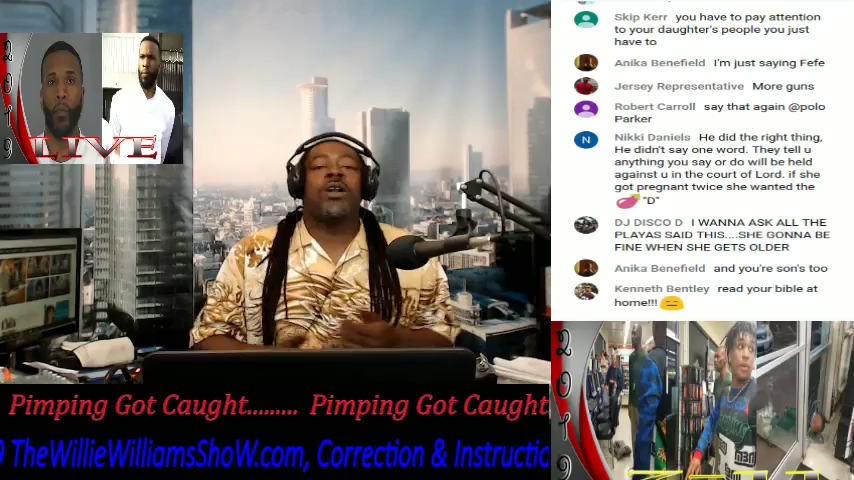 2019
LIVE
Skip Kerr you have to pay attention
to your daughter's people you just
have to
Anika Benefield I'm just saying Fefe
Jersey Representative More guns
Robert Carroll say that again @polo
Parker
N
Nikki Daniels He did the right thing,
He didn't say one word. They tell u
anything you say or do will be held
against u in the court of Lord. if she
got pregnant twice she wanted the
"D"
DJ DISCO D I WANNA ASK ALL THE
PLAYAS SAID THIS....SHE GONNA BE
FINE WHEN SHE GETS OLDER
Anika Benefield and you're son's too
Kenneth Bentley read your bible at
home!!!
Pimping Got Caught......... Pimping Got Caught
TheWillieWilliamsShoW.com, Correction & Instructio
2019